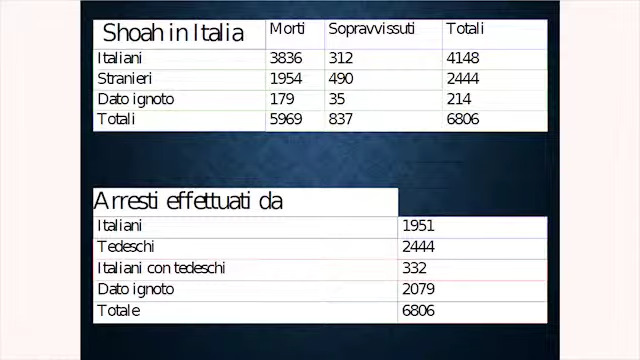 Shoah in Italia Morti Sopravvissuti Totali
Italiani 3836 312 4148
Stranieri 1954 490 2444
Dato ignoto 179 35 214
Totali 5969 837 6806
Arresti effettuati da
Italiani 1951
Tedeschi 2444
Italiani con tedeschi 332
Dato ignoto 2079
Totale 6806